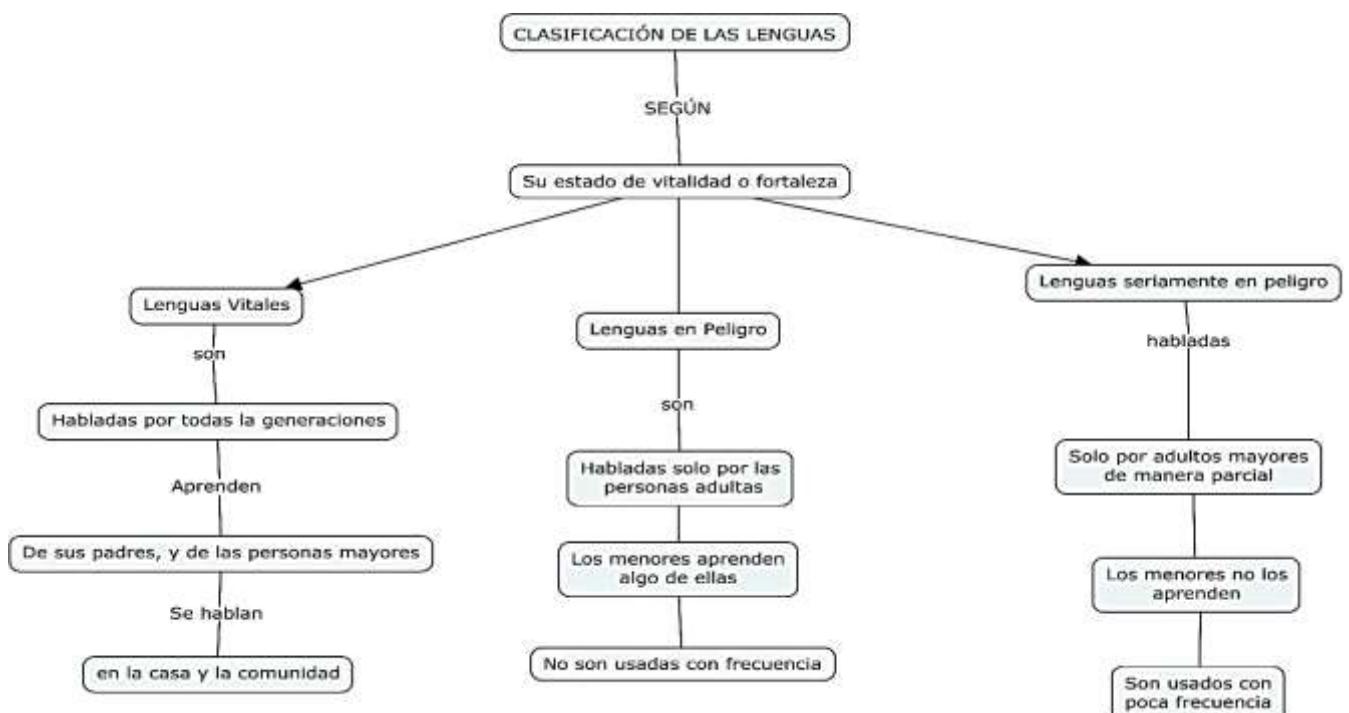 CLASIFICACIÓN DE LAS LENGUAS
SEGÚN
Su estado de vitalidad o fortaleza
Lenguas Vitales
son
Habladas por todas la generaciones
Aprenden
De sus padres, y de las personas mayores
Se hablan
en la casa y la comunidad
Lenguas en Peligro
son
Habladas solo por las
personas adultas
Los menores aprenden
algo de ellas
No son usadas con frecuencia
Lenguas seriamente en peligro
habladas
Solo por adultos mayores
de manera parcial
Los menores no los
aprenden
Son usados con
poca frecuencia